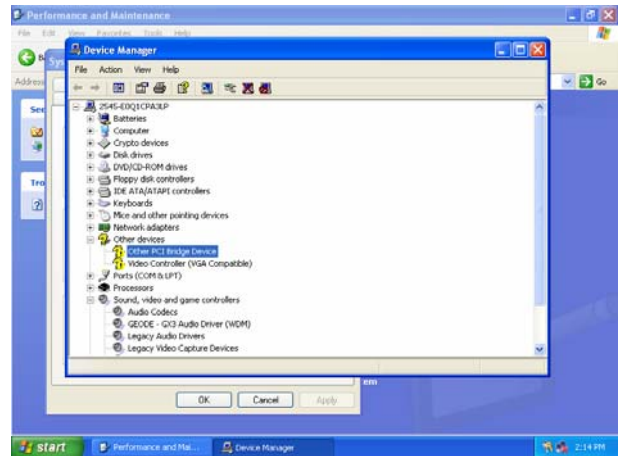 Performance and Maintenance
File Edit View Favorites Tools Help
Device Manager
File Action View Help
Address
Go
2545-E0Q1CPA3LP
Batteries
Computer
Crypto devices
Disk drives
DVD/CD-ROM drives
Floppy disk controllers
IDE ATA/ATAPI controllers
Keyboards
Mice and other pointing devices
Network adapters
Other devices
Other PCI Bridge Device
Video Controller (VGA Compatible)
Ports (COM & LPT)
Processors
Sound, video and game controllers
Audio Codecs
GEODE - GX3 Audio Driver (WDM)
Legacy Audio Drivers
Legacy Video Capture Devices
em
OK Cancel Apply
start Performance and Mai... Device Manager 2:14 PM